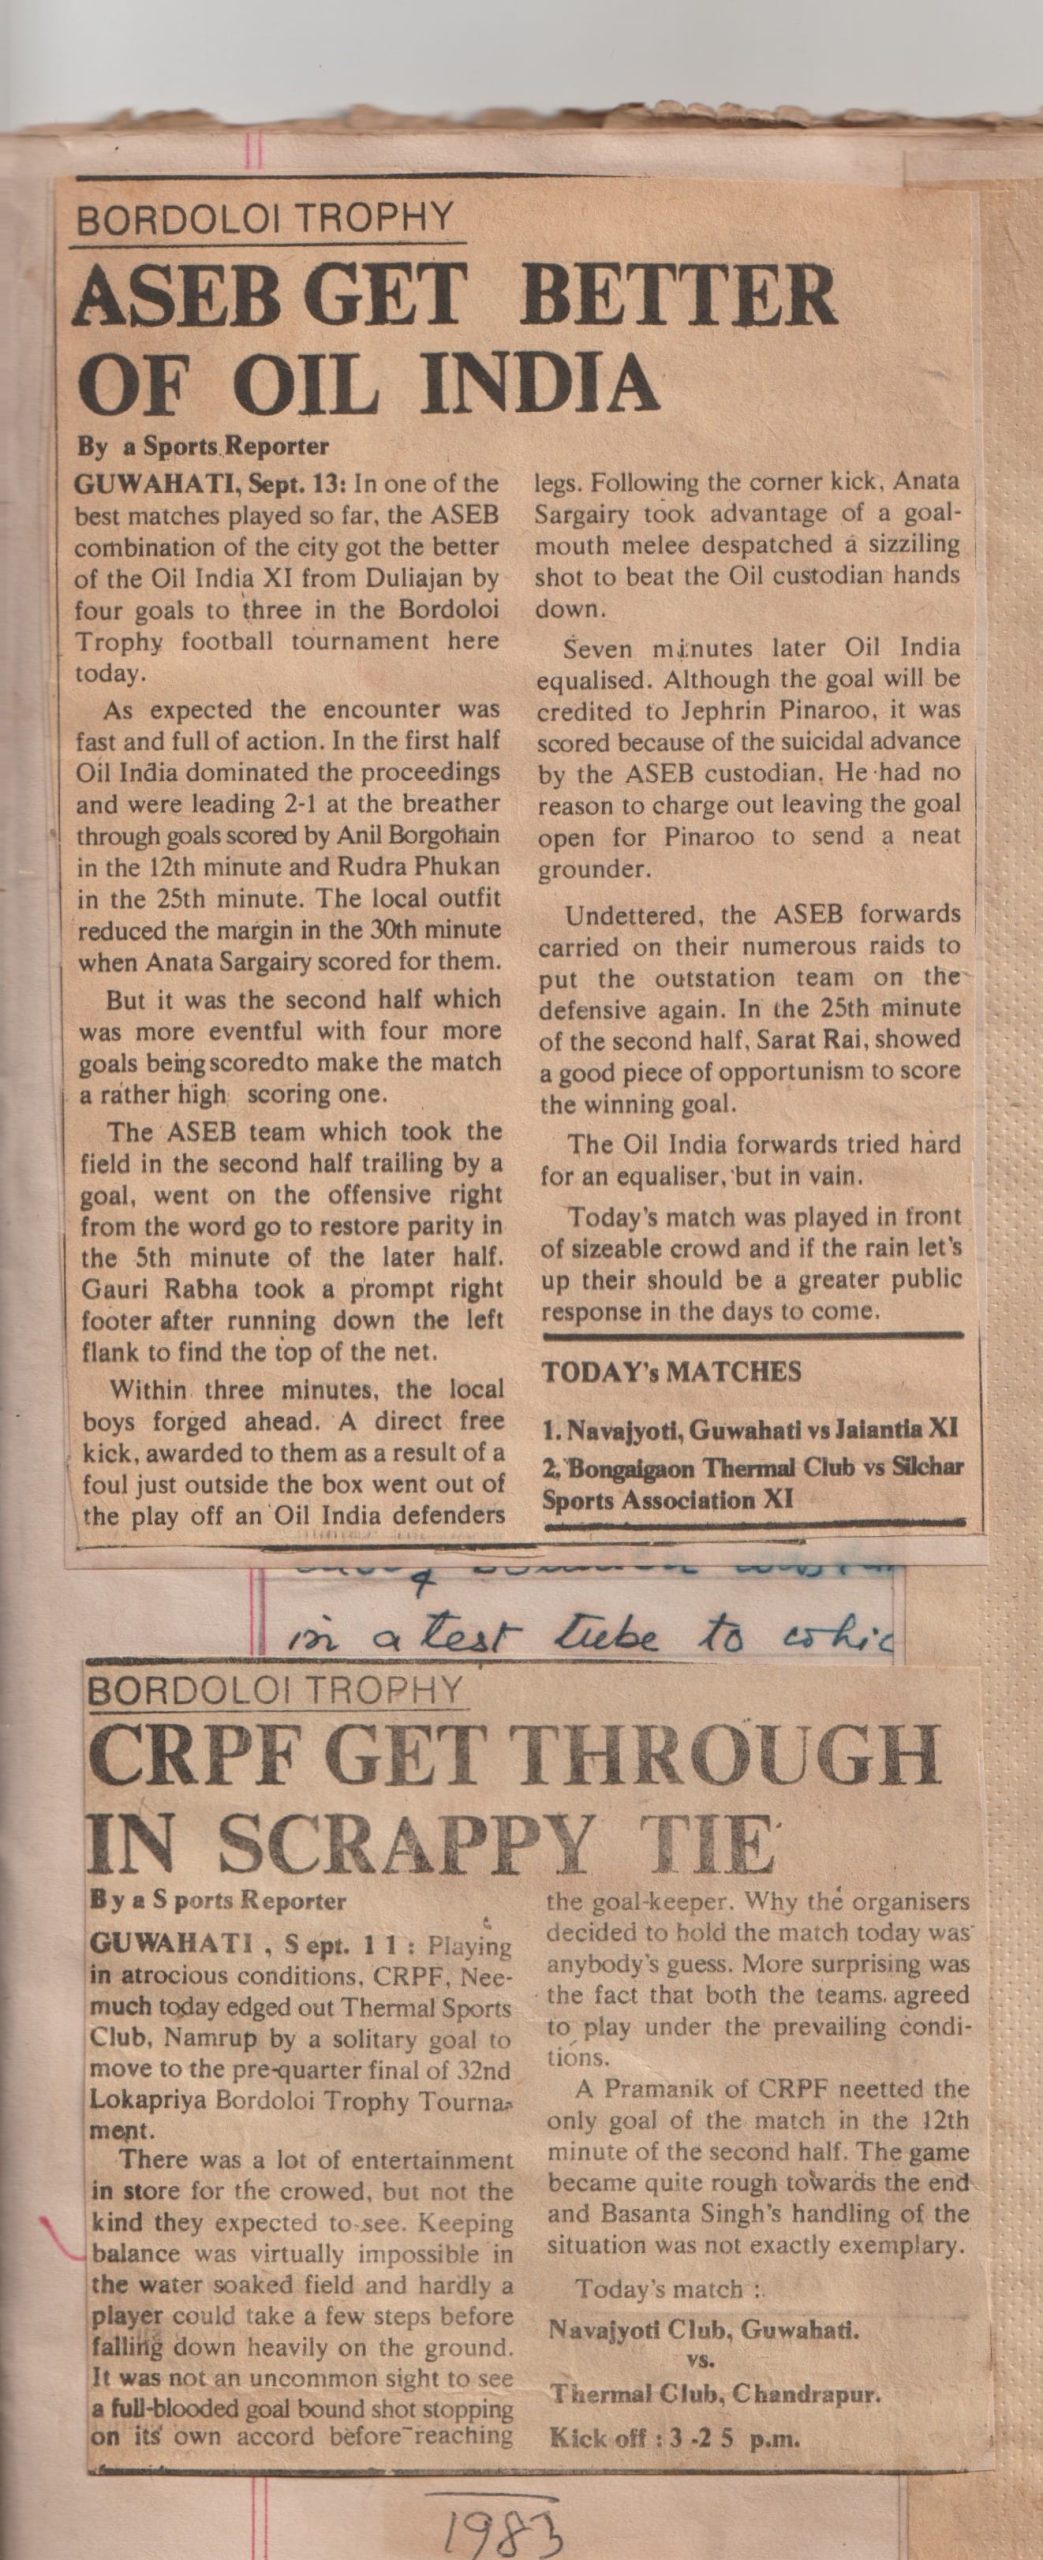 BORDOLOI TROPHY
ASEB GET BETTER
OF OIL INDIA
By a Sports Reporter
GUWAHATI, Sept. 13: In one of the
best matches played so far, the ASEB
combination of the city got the better
of the Oil India XI from Duliajan by
four goals to three in the Bordoloi
Trophy football tournament here
today.
As expected the encounter was
fast and full of action. In the first half
Oil India dominated the proceedings
and were leading 2-1 at the breather
through goals scored by Anil Borgohain
in the 12th minute and Rudra Phukan
in the 25th minute. The local outfit
reduced the margin in the 30th minute
when Anata Sargairy scored for them.
But it was the second half which
was more eventful with four more
goals being scored to make the match
a rather high scoring one.
The ASEB team which took the
field in the second half trailing by a
goal, went on the offensive right
from the word go to restore parity in
the 5th minute of the later half.
Gauri Rabha took a prompt right
footer after running down the left
flank to find the top of the net.
Within three minutes, the local
boys forged ahead. A direct free
kick, awarded to them as a result of a
foul just outside the box went out of
the play off an Oil India defenders
legs. Following the corner kick, Anata
Sargairy took advantage of a goal-
mouth melee despatched a sizziling
shot to beat the Oil custodian hands
down.
Seven minutes later Oil India
equalised. Although the goal will be
credited to Jephrin Pinaroo, it was
scored because of the suicidal advance
by the ASEB custodian. He had no
reason to charge out leaving the goal
open for Pinaroo to send a neat
grounder.
Undettered, the ASEB forwards
carried on their numerous raids to
put the outstation team on the
defensive again. In the 25th minute
of the second half, Sarat Rai, showed
a good piece of opportunism to score
the winning goal.
The Oil India forwards tried hard
for an equaliser, but in vain.
Today's match was played in front
of sizeable crowd and if the rain let's
up their should be a greater public
response in the days to come.
TODAY's MATCHES
1. Navajyoti, Guwahati vs Jaiantia XI
2. Bongaigaon Thermal Club vs Silchar
Sports Association XI
in a test tube to whic
BORDOLOI TROPHY
CRPF GET THROUGH
IN SCRAPPY TIE
By a Sports Reporter
GUWAHATI, Sept. 11: Playing
in atrocious conditions, CRPF, Nee-
much today edged out Thermal Sports
Club, Namrup by a solitary goal to
move to the pre-quarter final of 32nd
Lokapriya Bordoloi Trophy Tourna-
ment.
There was a lot of entertainment
in store for the crowed, but not the
kind they expected to see. Keeping
balance was virtually impossible in
the water soaked field and hardly a
player could take a few steps before
falling down heavily on the ground.
It was not an uncommon sight to see
a full-blooded goal bound shot stopping
on its own accord before reaching
the goal-keeper. Why the organisers
decided to hold the match today was
anybody's guess. More surprising was
the fact that both the teams agreed
to play under the prevailing condi-
tions.
A Pramanik of CRPF neetted the
only goal of the match in the 12th
minute of the second half. The game
became quite rough towards the end
and Basanta Singh's handling of the
situation was not exactly exemplary.
Today's match :
Navajyoti Club, Guwahati.
vs.
Thermal Club, Chandrapur.
Kick off : 3-25 p.m.
1983